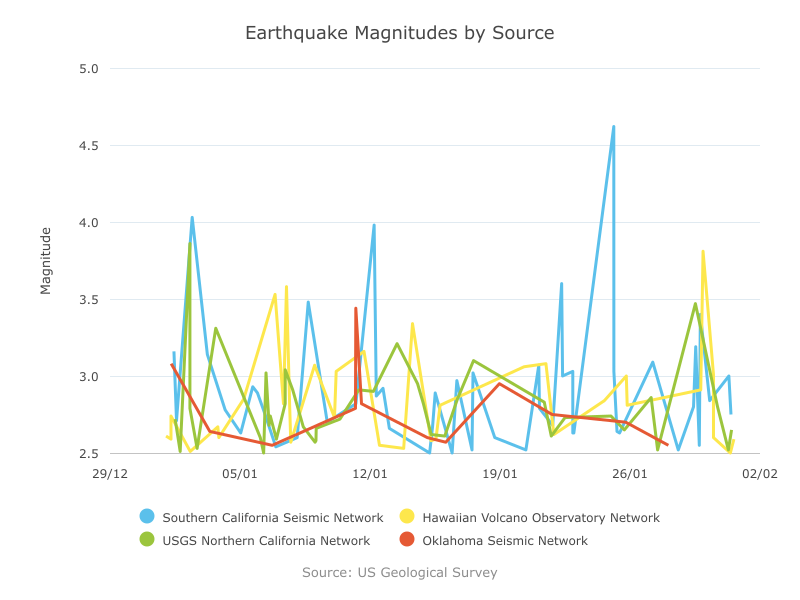 Earthquake Magnitudes by Source
5.0
4.5
4.0
3.5
3.0
2.5
Magnitude
29/12 05/01 12/01 19/01 26/01 02/02
Southern California Seismic Network Hawaiian Volcano Observatory Network
USGS Northern California Network Oklahoma Seismic Network
Source: US Geological Survey